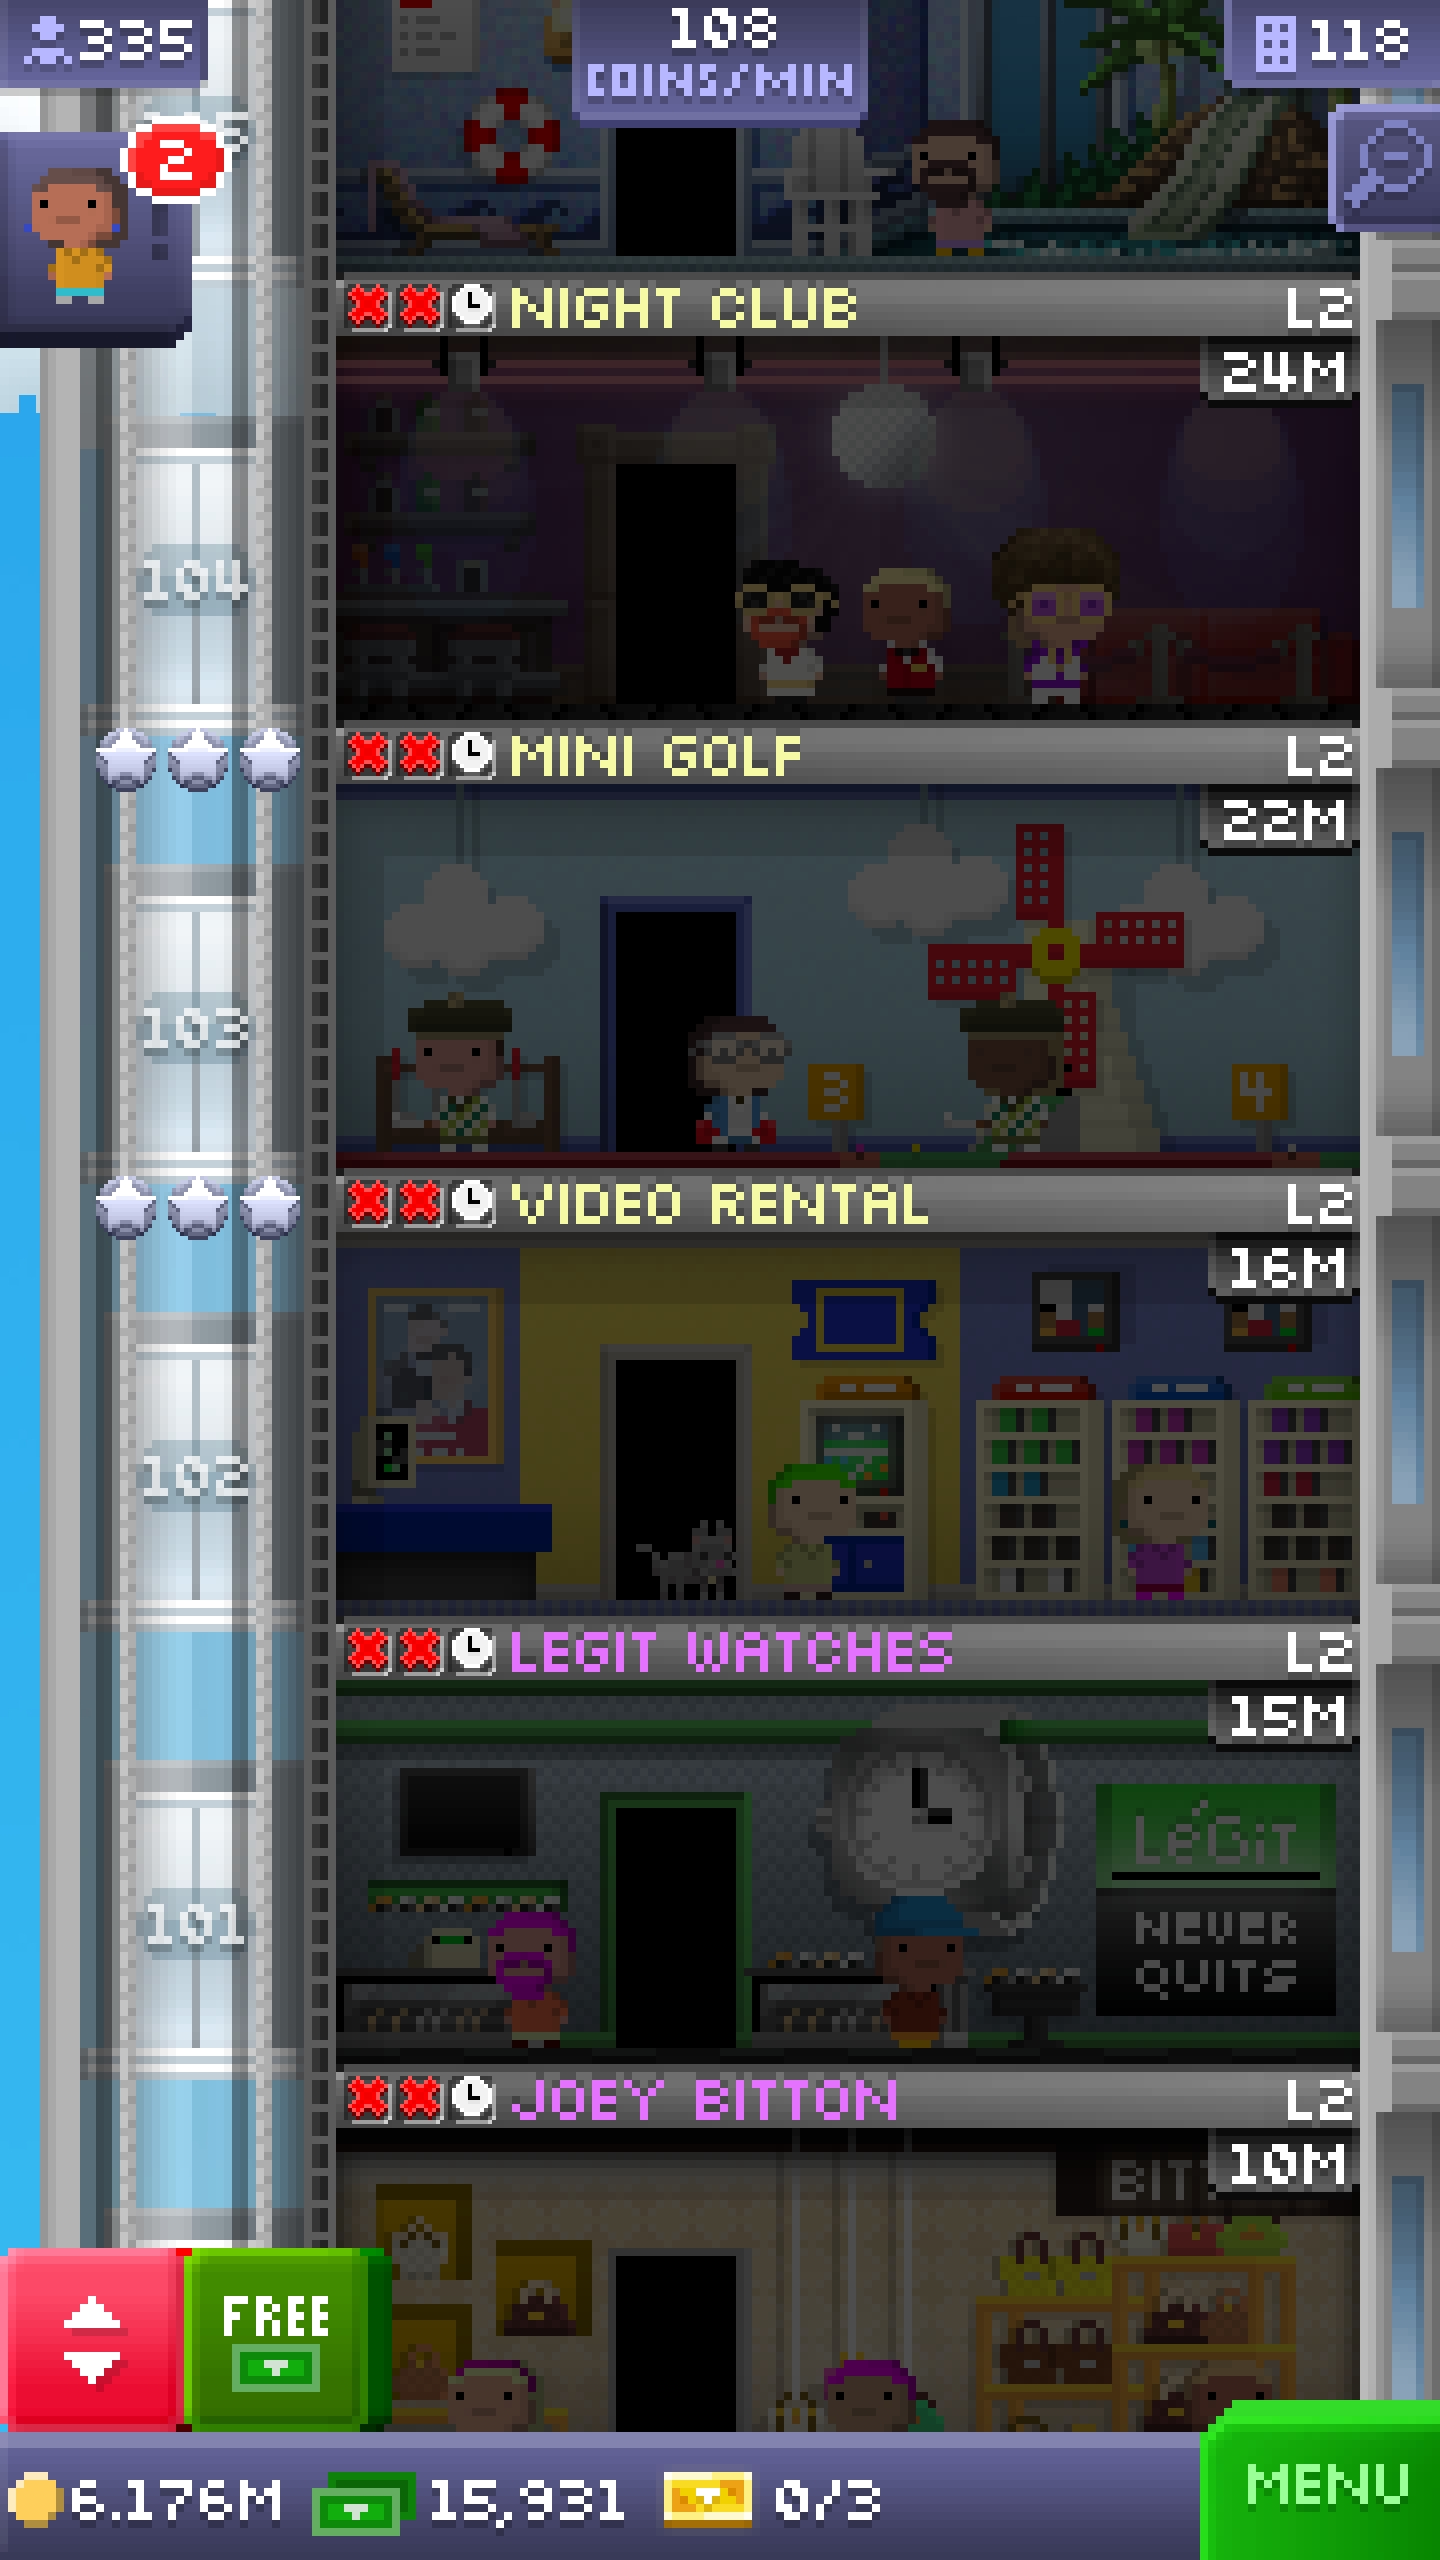 335
108
COINS/MIN
118
2
NIGHT CLUB
L2
24M
104
MINI GOLF
L2
22M
103
3
4
VIDEO RENTAL
L2
16M
102
LEGIT WATCHES
L2
15M
101
LéGiT
NEVER
QUITS
JOEY BITTON
L2
10M
BIT
FREE
6.176M
15,931
0/3
MENU